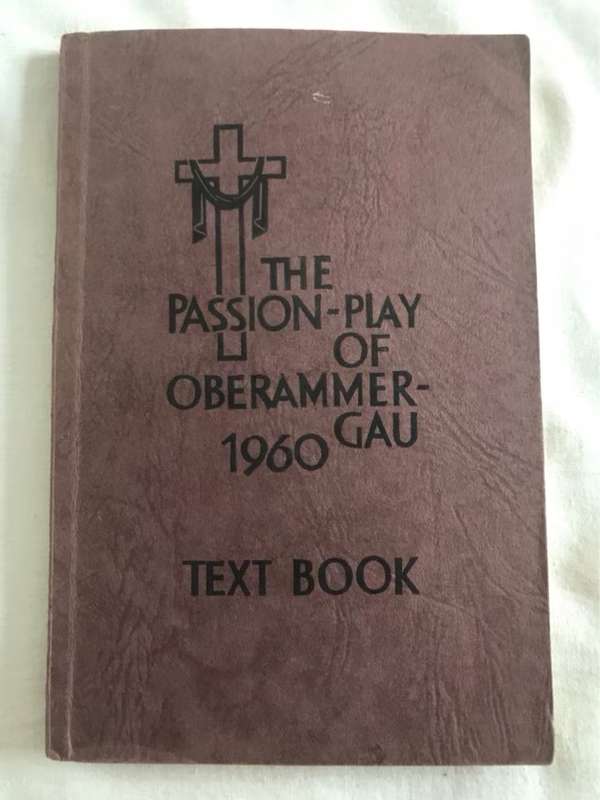 THE
PASSION-PLAY
OF
OBERAMMER-
GAU
1960
TEXT BOOK